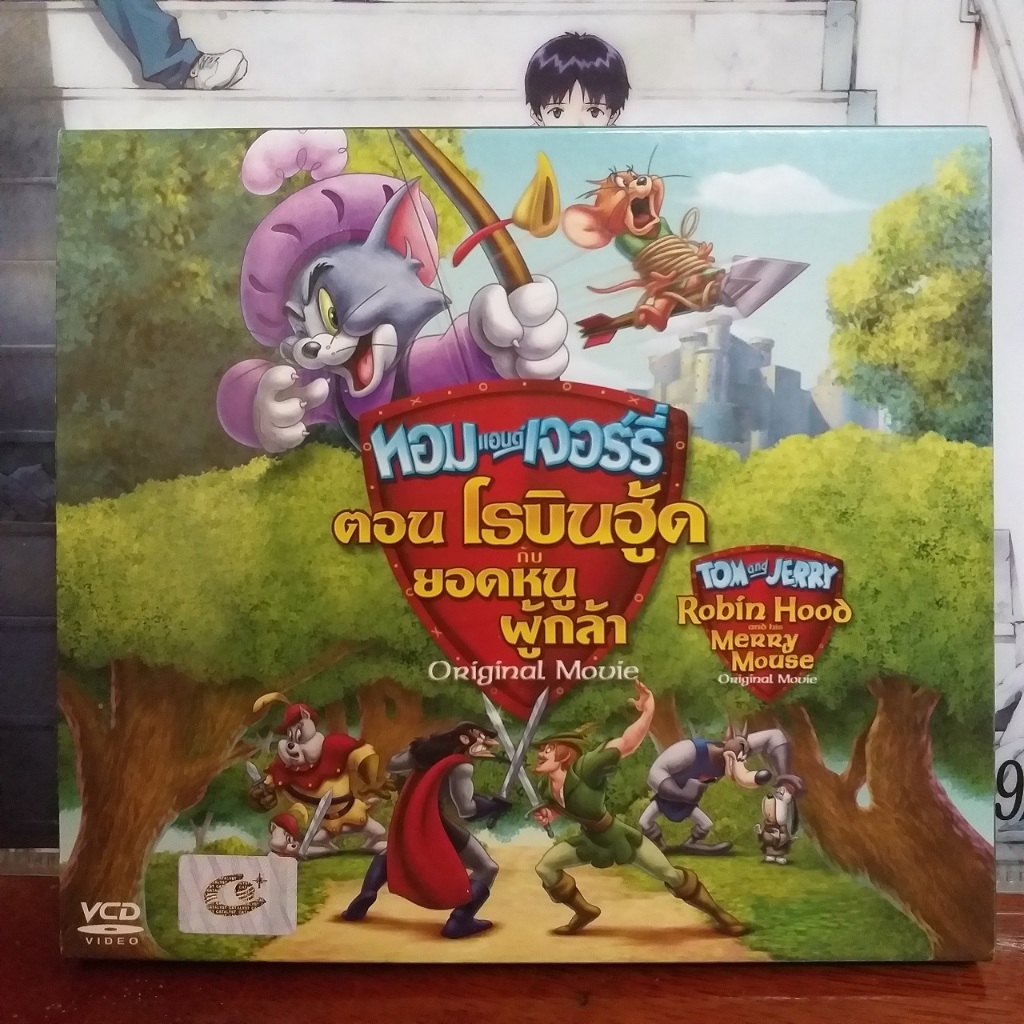 ทอม แอนด์ เจอร์รี่
ตอน โรบินฮู้ด
กับ
ยอดหนู
ผู้กล้า
Original Movie
TOM and JERRY
Robin Hood
and his
Merry
Mouse
Original Movie
VCD
VIDEO
9